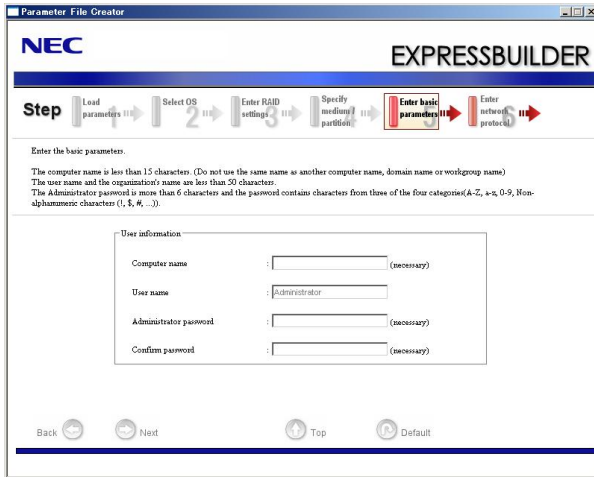 Parameter File Creator
NEC
EXPRESSBUILDER
Step
Load
parameters
1
Select OS
2
Enter RAID
settings
3
Specify
medium /
partition
4
Enter basic
parameters
5
Enter
network
protocol
6
Enter the basic parameters.
The computer name is less than 15 characters. (Do not use the same name as another computer name, domain name or workgroup name)
The user name and the organization's name are less than 50 characters.
The Administrator password is more than 6 characters and the password contains characters from three of the four categories(A-Z, a-z, 0-9, Non-
alphanumeric characters (!, $, #, ...)).
User information
Computer name : (necessary)
User name : Administrator
Administrator password : (necessary)
Confirm password : (necessary)
Back Next Top Default